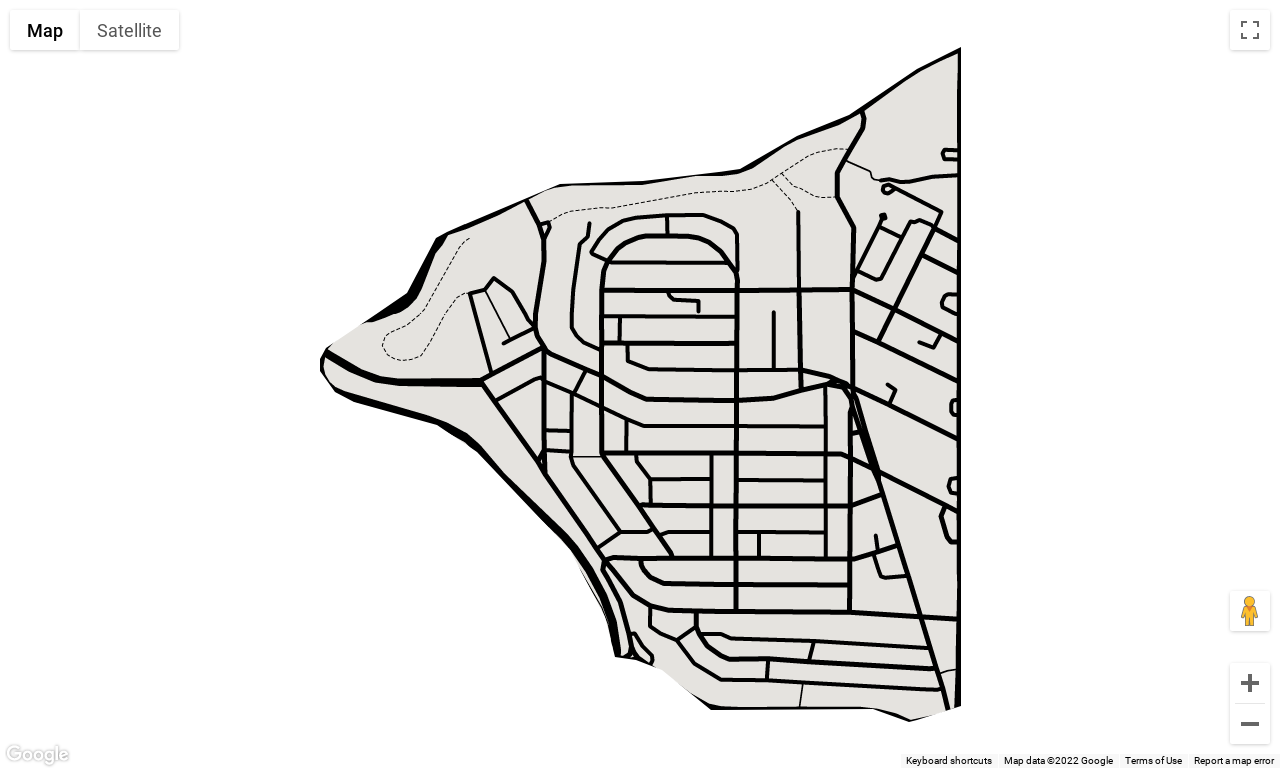 Map Satellite
Google
Keyboard shortcuts Map data ©2022 Google Terms of Use Report a map error